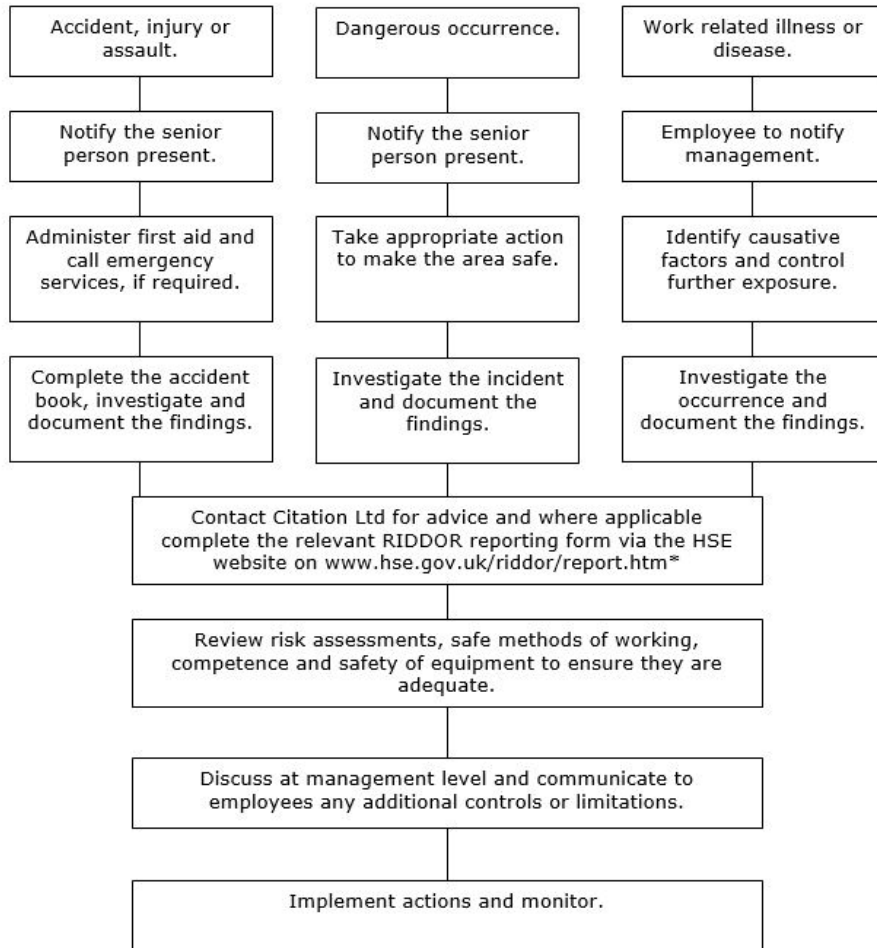 Accident, injury or
assault.
Dangerous occurrence.
Work related illness or
disease.
Notify the senior
person present.
Notify the senior
person present.
Employee to notify
management.
Administer first aid and
call emergency
services, if required.
Take appropriate action
to make the area safe.
Identify causative
factors and control
further exposure.
Complete the accident
book, investigate and
document the findings.
Investigate the incident
and document the
findings.
Investigate the
occurrence and
document the findings.
Contact Citation Ltd for advice and where applicable
complete the relevant RIDDOR reporting form via the HSE
website on www.hse.gov.uk/riddor/report.htm*
Review risk assessments, safe methods of working,
competence and safety of equipment to ensure they are
adequate.
Discuss at management level and communicate to
employees any additional controls or limitations.
Implement actions and monitor.